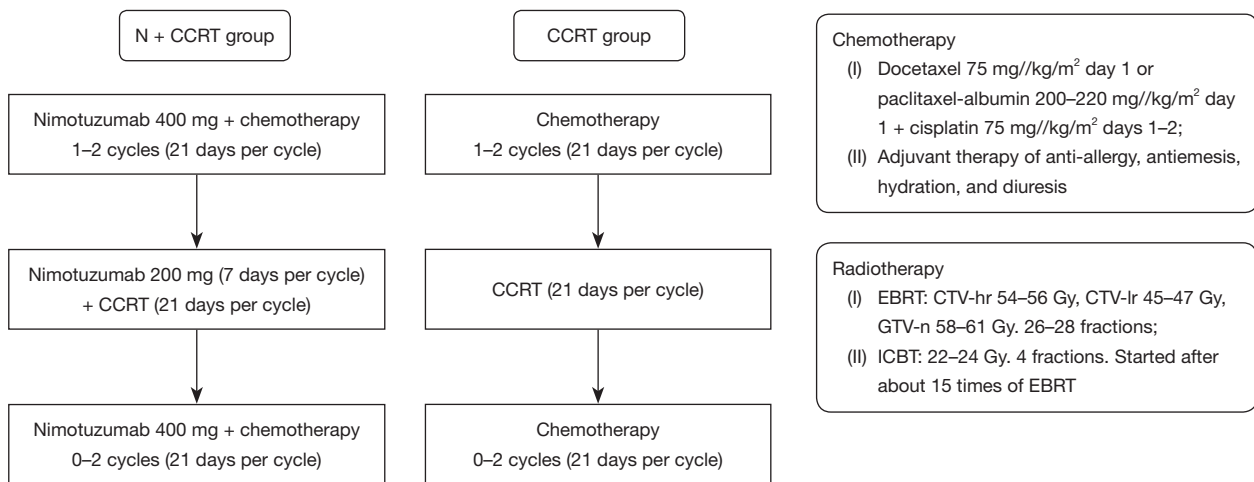 N + CCRT group
Nimotuzumab 400 mg + chemotherapy
1–2 cycles (21 days per cycle)
Nimotuzumab 200 mg (7 days per cycle)
+ CCRT (21 days per cycle)
Nimotuzumab 400 mg + chemotherapy
0–2 cycles (21 days per cycle)
CCRT group
Chemotherapy
1–2 cycles (21 days per cycle)
CCRT (21 days per cycle)
Chemotherapy
0–2 cycles (21 days per cycle)
Chemotherapy
(I) Docetaxel 75 mg//kg/m² day 1 or
paclitaxel-albumin 200–220 mg//kg/m² day
1 + cisplatin 75 mg//kg/m² days 1–2;
(II) Adjuvant therapy of anti-allergy, antiemesis,
hydration, and diuresis
Radiotherapy
(I) EBRT: CTV-hr 54–56 Gy, CTV-lr 45–47 Gy,
GTV-n 58–61 Gy. 26–28 fractions;
(II) ICBT: 22–24 Gy. 4 fractions. Started after
about 15 times of EBRT